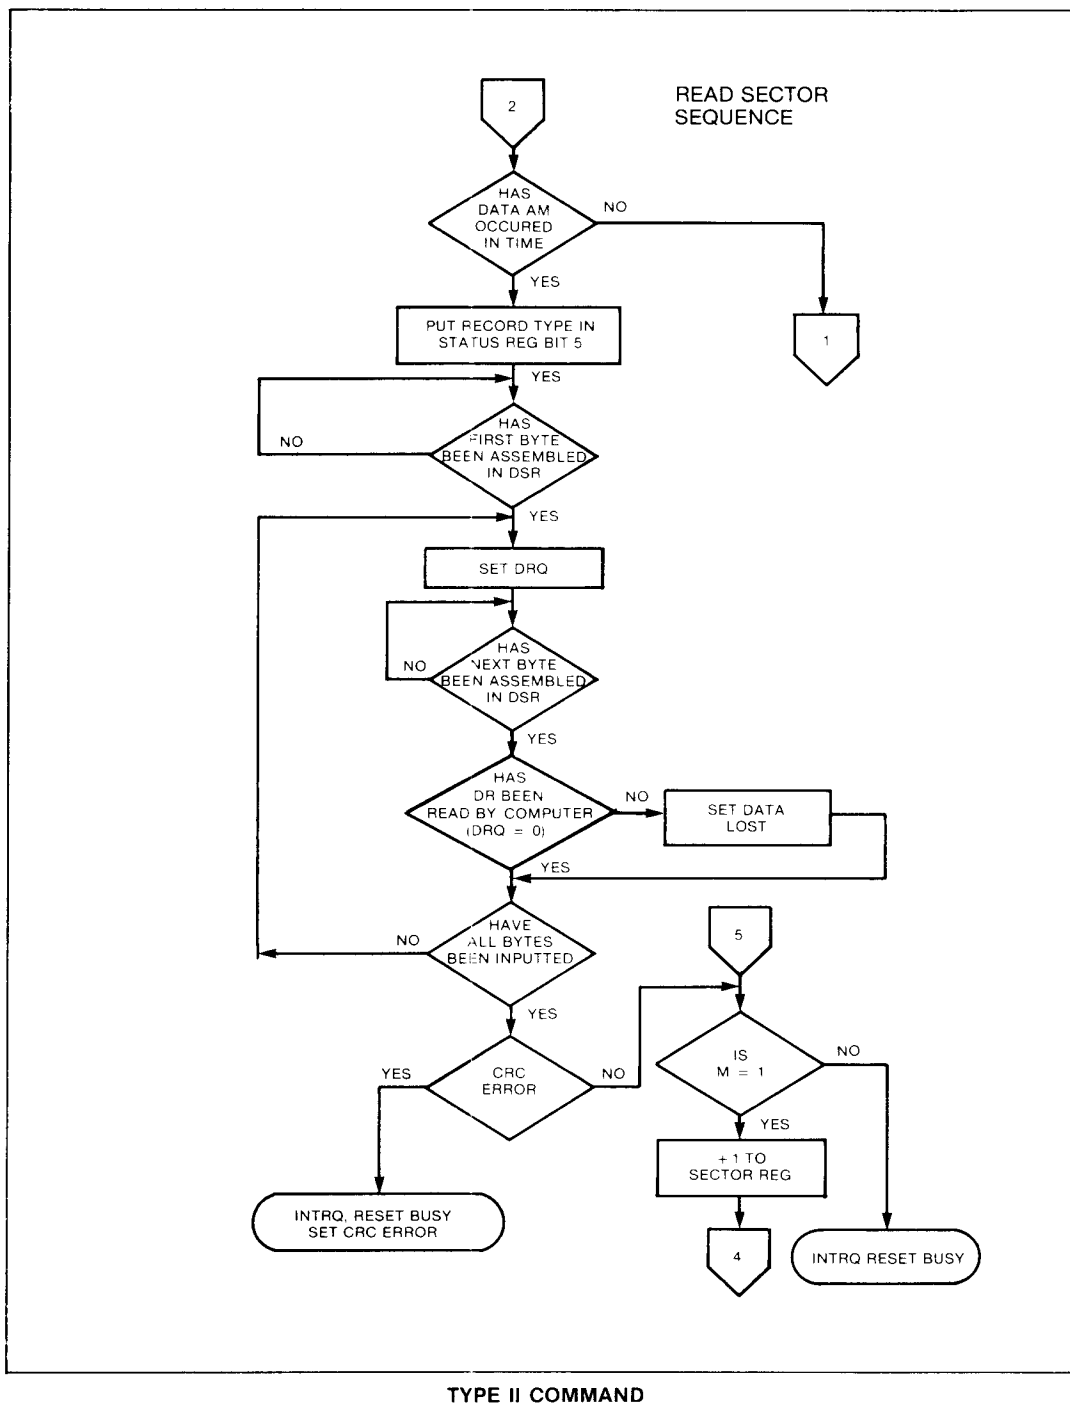 2
READ SECTOR
SEQUENCE
HAS
DATA AM
OCCURED
IN TIME
NO
YES
1
PUT RECORD TYPE IN
STATUS REG BIT 5
YES
HAS
FIRST BYTE
BEEN ASSEMBLED
IN DSR
NO
YES
SET DRQ
HAS
NEXT BYTE
BEEN ASSEMBLED
IN DSR
NO
YES
HAS
DR BEEN
READ BY COMPUTER
(DRQ = 0)
NO
SET DATA
LOST
YES
HAVE
ALL BYTES
BEEN INPUTTED
NO
YES
5
CRC
ERROR
YES
NO
IS
M = 1
NO
YES
+ 1 TO
SECTOR REG
INTRQ, RESET BUSY
SET CRC ERROR
4
INTRQ RESET BUSY
TYPE II COMMAND